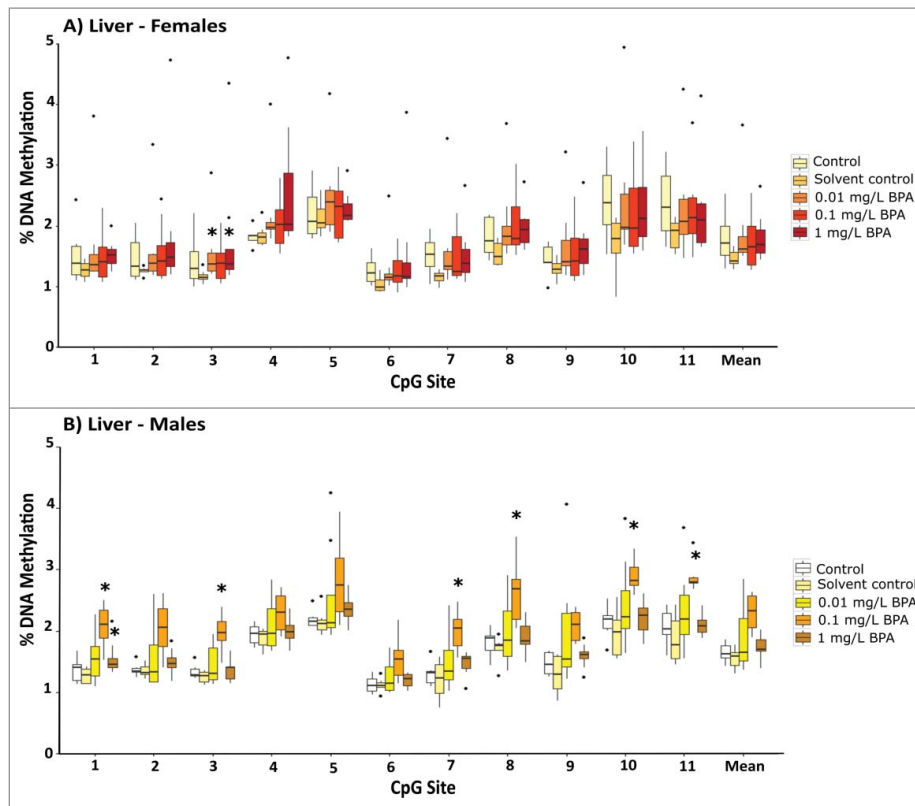 A) Liver - Females
5
4
3
2
1
0
% DNA Methylation
* *
1 2 3 4 5 6 7 8 9 10 11 Mean
CpG Site
Control
Solvent control
0.01 mg/L BPA
0.1 mg/L BPA
1 mg/L BPA
B) Liver - Males
5
4
3
2
1
0
% DNA Methylation
* * * * * * *
1 2 3 4 5 6 7 8 9 10 11 Mean
CpG Site
Control
Solvent control
0.01 mg/L BPA
0.1 mg/L BPA
1 mg/L BPA